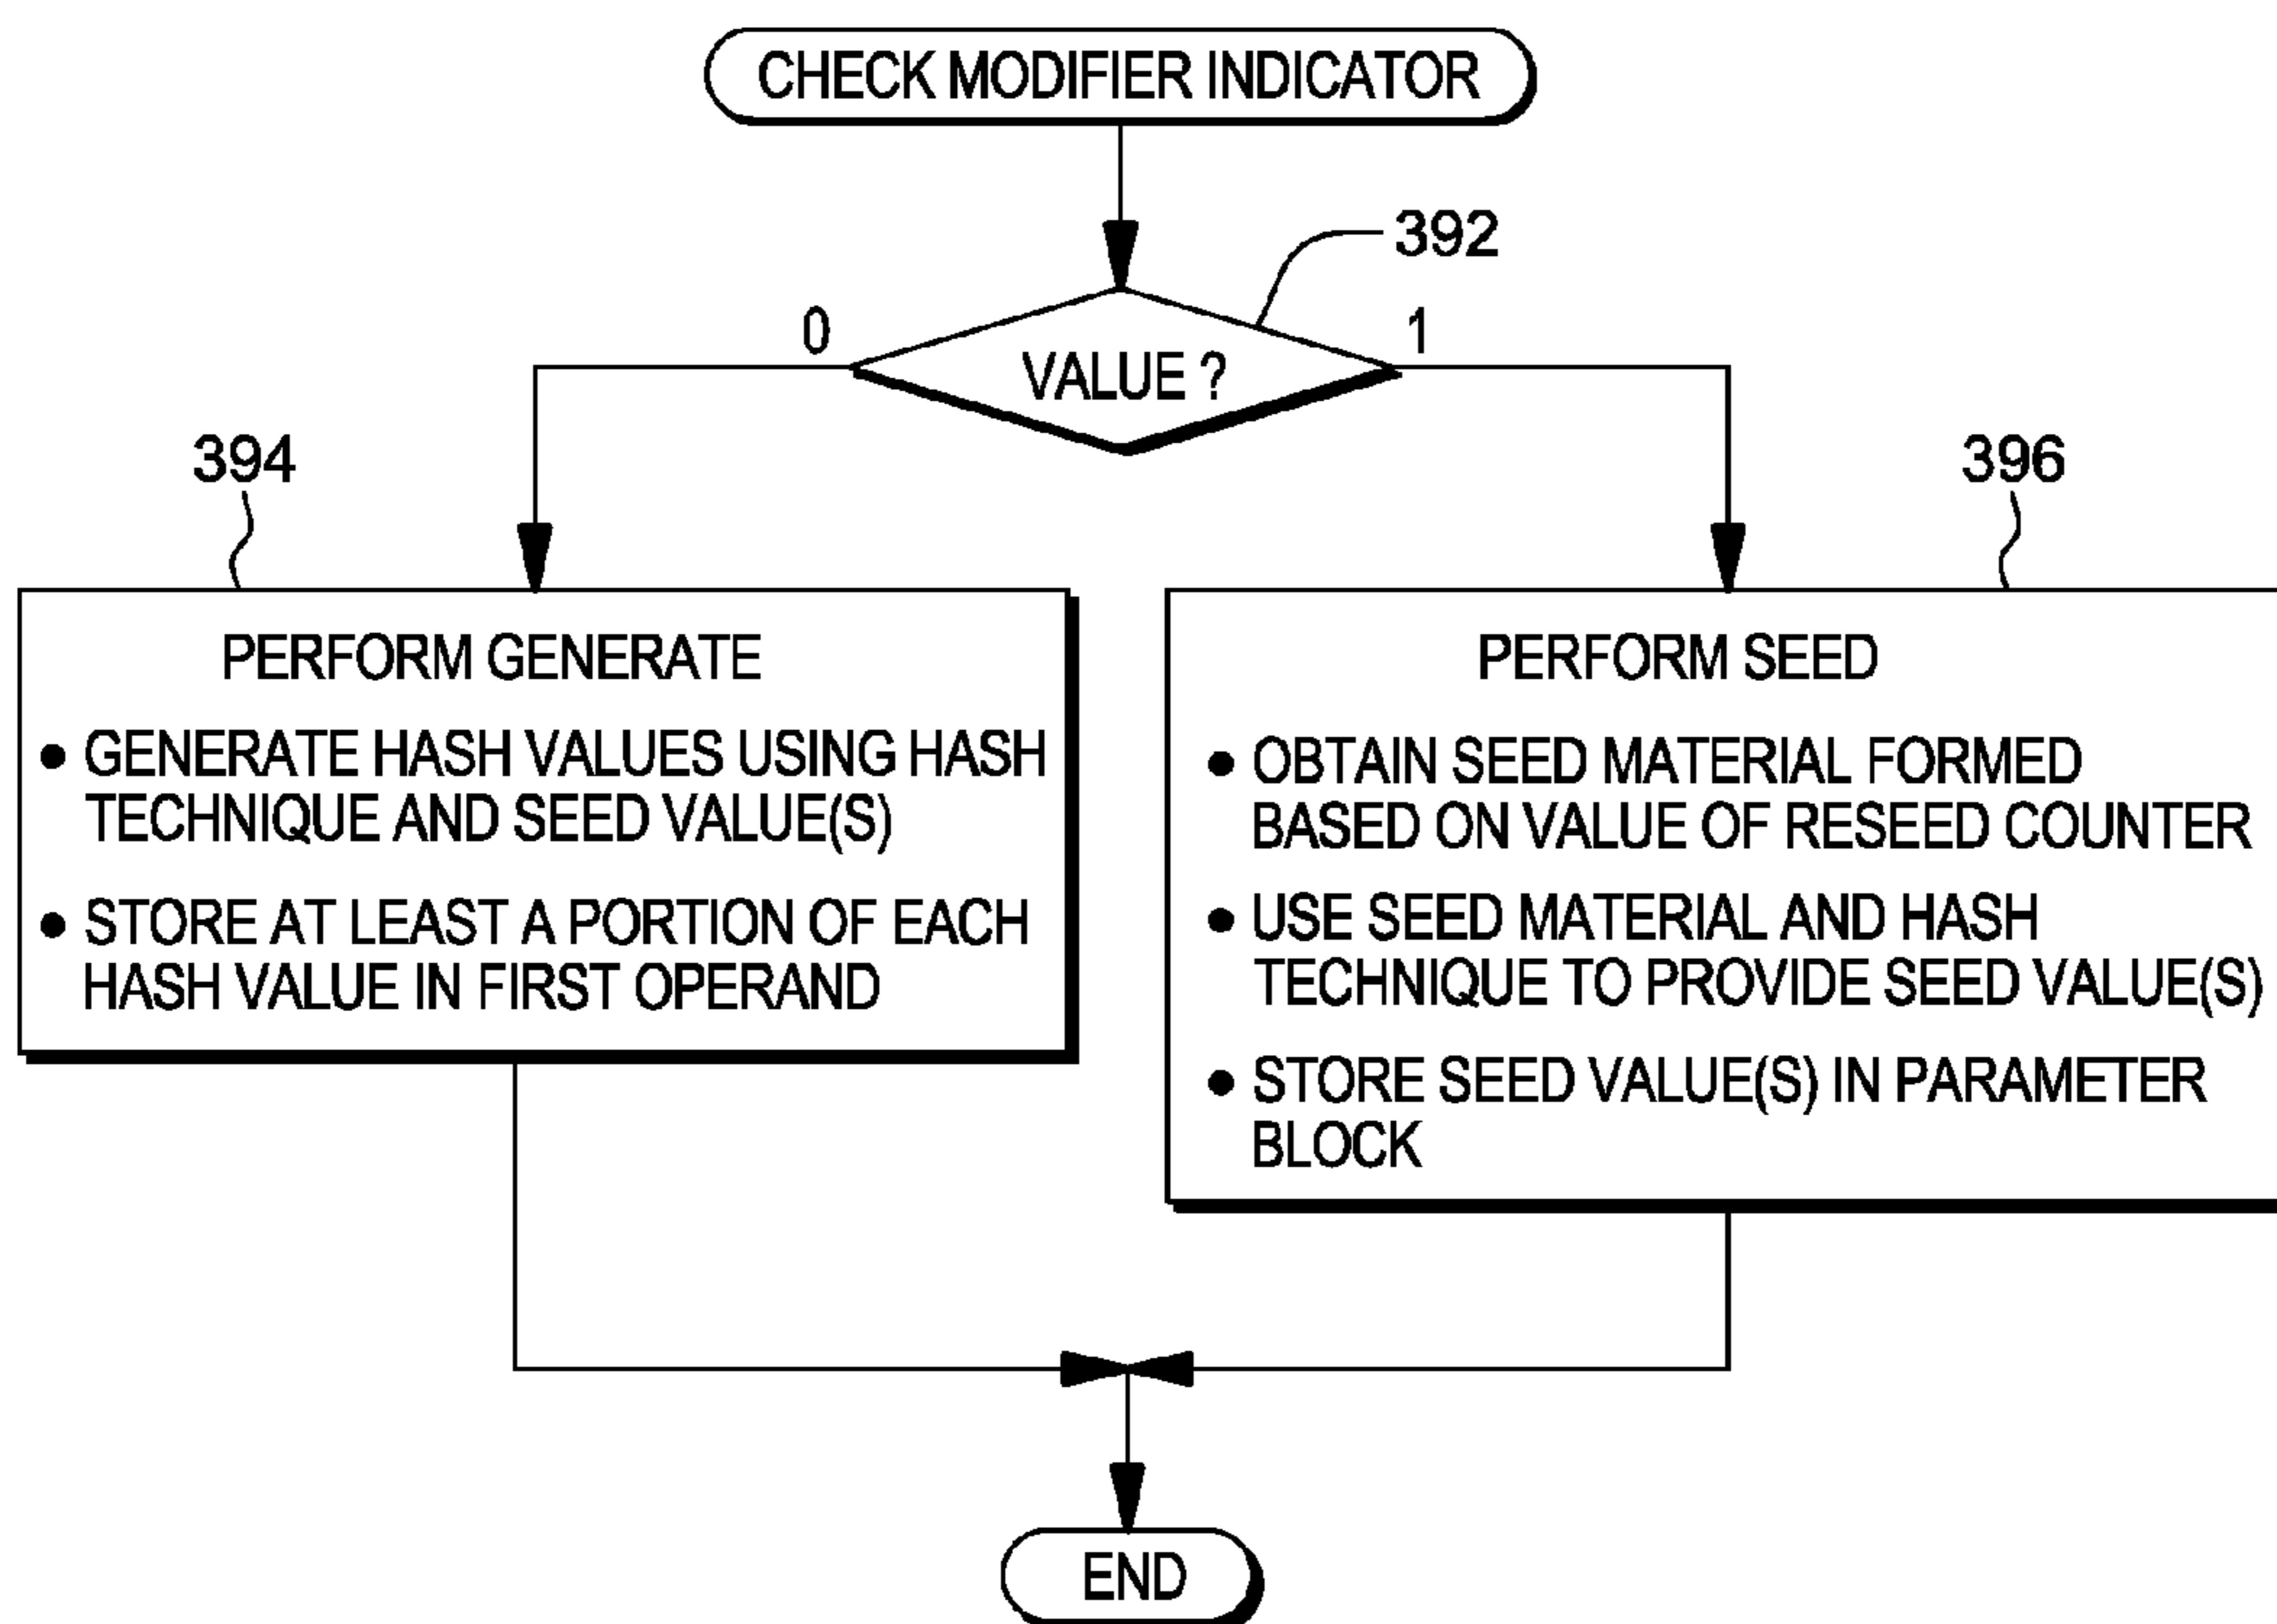 CHECK MODIFIER INDICATOR
392
0
1
VALUE ?
394
396
PERFORM GENERATE
● GENERATE HASH VALUES USING HASH
TECHNIQUE AND SEED VALUE(S)
● STORE AT LEAST A PORTION OF EACH
HASH VALUE IN FIRST OPERAND
PERFORM SEED
● OBTAIN SEED MATERIAL FORMED
BASED ON VALUE OF RESEED COUNTER
● USE SEED MATERIAL AND HASH
TECHNIQUE TO PROVIDE SEED VALUE(S)
● STORE SEED VALUE(S) IN PARAMETER
BLOCK
END